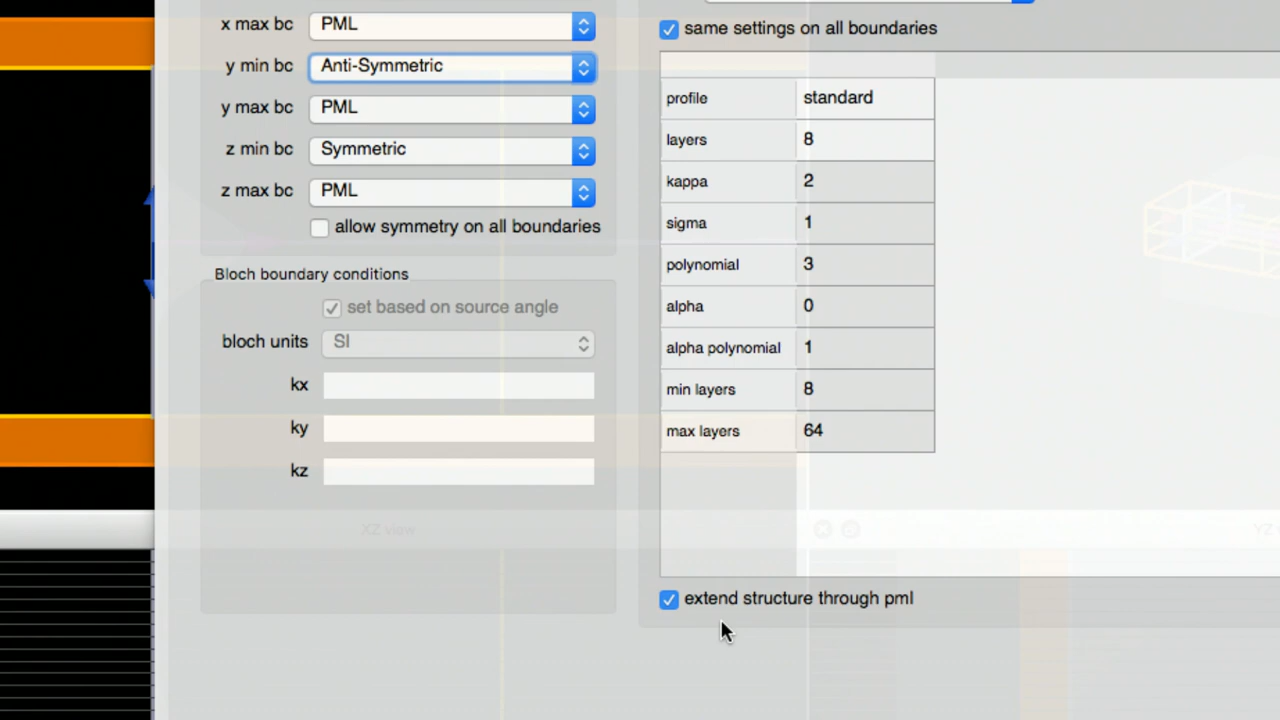 x max bc PML
same settings on all boundaries
y min bc Anti-Symmetric
profile standard
y max bc PML
layers 8
z min bc Symmetric
kappa 2
z max bc PML
sigma 1
allow symmetry on all boundaries
polynomial 3
Bloch boundary conditions
set based on source angle
alpha 0
bloch units SI
alpha polynomial 1
kx
min layers 8
ky
max layers 64
kz
XZ view
extend structure through pml